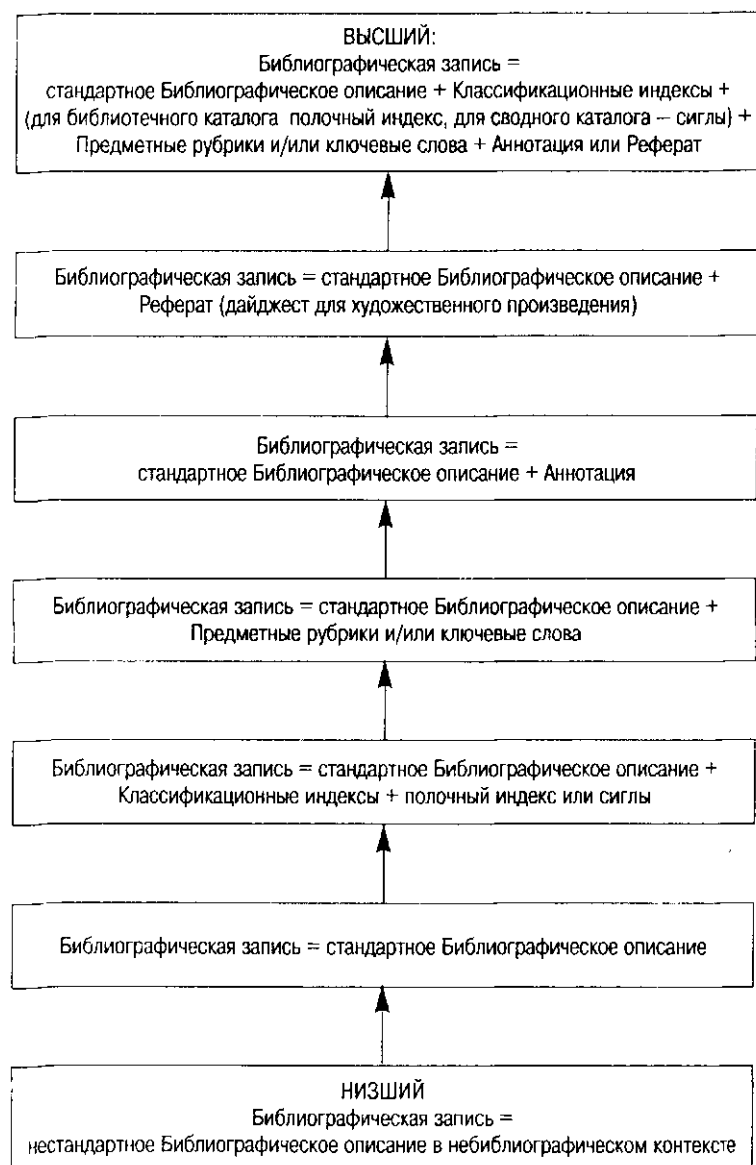 ВЫСШИЙ:
Библиографическая запись =
стандартное Библиографическое описание + Классификационные индексы +
(для библиотечного каталога полочный индекс, для сводного каталога – сиглы) +
Предметные рубрики и/или ключевые слова + Аннотация или Реферат
Библиографическая запись = стандартное Библиографическое описание +
Реферат (дайджест для художественного произведения)
Библиографическая запись =
стандартное Библиографическое описание + Аннотация
Библиографическая запись = стандартное Библиографическое описание +
Предметные рубрики и/или ключевые слова
Библиографическая запись = стандартное Библиографическое описание +
Классификационные индексы + полочный индекс или сиглы
Библиографическая запись = стандартное Библиографическое описание
НИЗШИЙ
Библиографическая запись =
нестандартное Библиографическое описание в небиблиографическом контексте